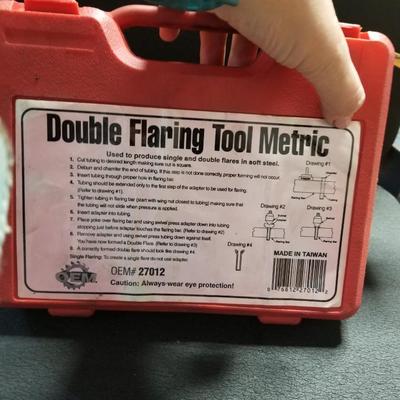 Double Flaring Tool Metric
Used to produce single and double flares in soft steel.
1. Cut tubing to desired length making sure cut is square.
2. Deburr and chamfer the end of tubing. If this step is not done correctly, proper forming will not occur.
3. Insert tubing through proper hole in flaring bar.
4. Tubing should be extended only to the first step of the adapter to be used for flaring.
(Refer to drawing #1).
5. Tighten tubing in flaring bar (start with wing nut closest to tubing) making sure that
the tubing will not slide when pressure is applied.
6. Insert adapter into tubing.
7. Place yoke over flaring bar and using swivel press adapter down into tubing
stopping just before adapter touches the flaring bar. (Refer to drawing #2)
8. Remove adapter and using swivel press tubing down against itself.
You have now formed a Double Flare. (Refer to drawing #3)
9. A correctly formed double flare should look like drawing #4.
Single Flaring: To create a single flare do not use adapter.
Drawing #1
Drawing #2
Drawing #3
Drawing #4
Flaring Bar
Flaring Bar
OEM
OEM# 27012
Caution: Always wear eye protection!
MADE IN TAIWAN
8 76812 27012 2